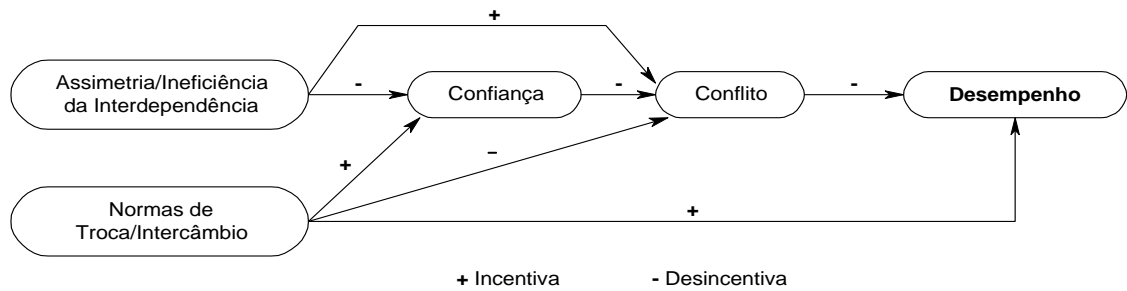 +
Assimetria/Ineficiência
da Interdependência
-
Confiança
-
Conflito
-
Desempenho
+
–
Normas de
Troca/Intercâmbio
+
+ Incentiva
- Desincentiva